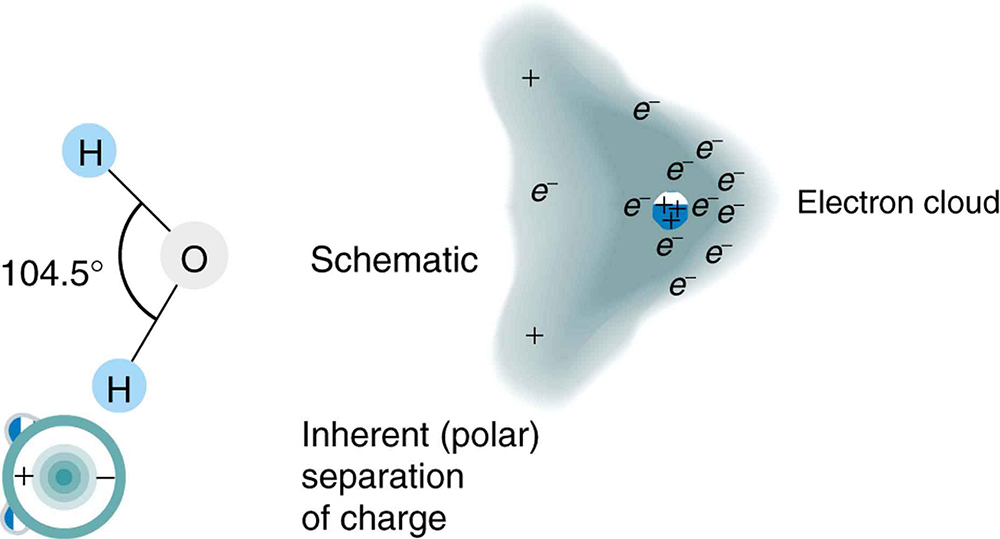 H
O
H
104.5°
Schematic
+
e⁻
e⁻
e⁻
e⁻
e⁻
e⁻
++
+
e⁻
e⁻
e⁻
e⁻
e⁻
+
Electron cloud
+ −
Inherent (polar)
separation
of charge